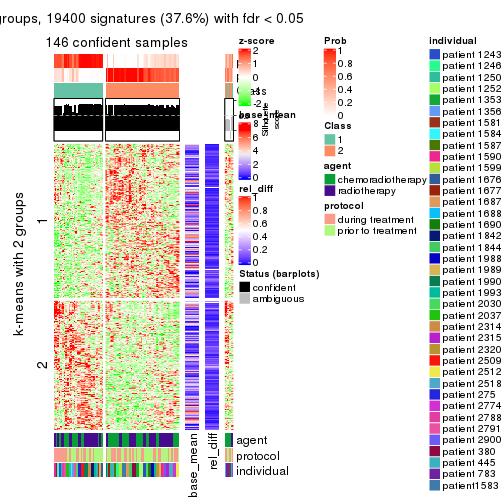 groups, 19400 signatures (37.6%) with fdr < 0.05
146 confident samples
k-means with 2 groups
1
2
z-score
2
1
0
-1
-2
base_mean
8
6
4
2
0
rel_diff
1
0.8
0.6
0.4
0.2
0
Status (barplots)
confident
ambiguous
Silhouette
score
Prob
1
0.8
0.6
0.4
0.2
0
Class
1
2
agent
chemoradiotherapy
radiotherapy
protocol
during treatment
prior to treatment
individual
patient 1243
patient 1246
patient 1250
patient 1252
patient 1353
patient 1356
patient 1581
patient 1584
patient 1587
patient 1590
patient 1599
patient 1676
patient 1677
patient 1687
patient 1688
patient 1690
patient 1842
patient 1844
patient 1988
patient 1989
patient 1990
patient 1993
patient 2030
patient 2037
patient 2314
patient 2315
patient 2320
patient 2509
patient 2512
patient 2518
patient 275
patient 2774
patient 2788
patient 2791
patient 2900
patient 380
patient 445
patient 783
patient1583
agent
protocol
individual
base_mean
rel_diff